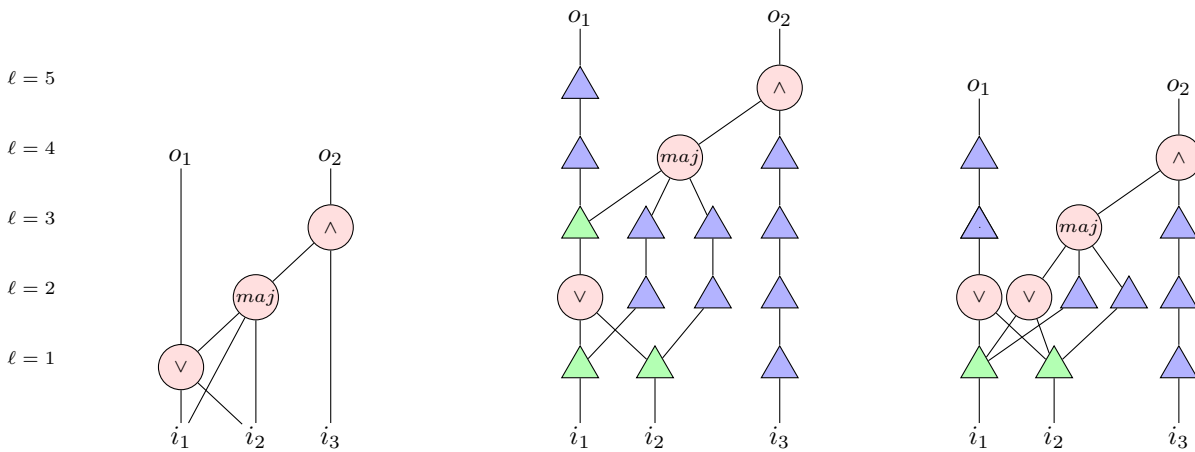 o₁ o₂
ℓ = 5 ∧
o₁ o₂
ℓ = 4 o₁ o₂ maj ∧
ℓ = 3 ∧ maj
ℓ = 2 maj ∨ ∨ ∨
ℓ = 1 ∨
i₁ i₂ i₃ i₁ i₂ i₃ i₁ i₂ i₃